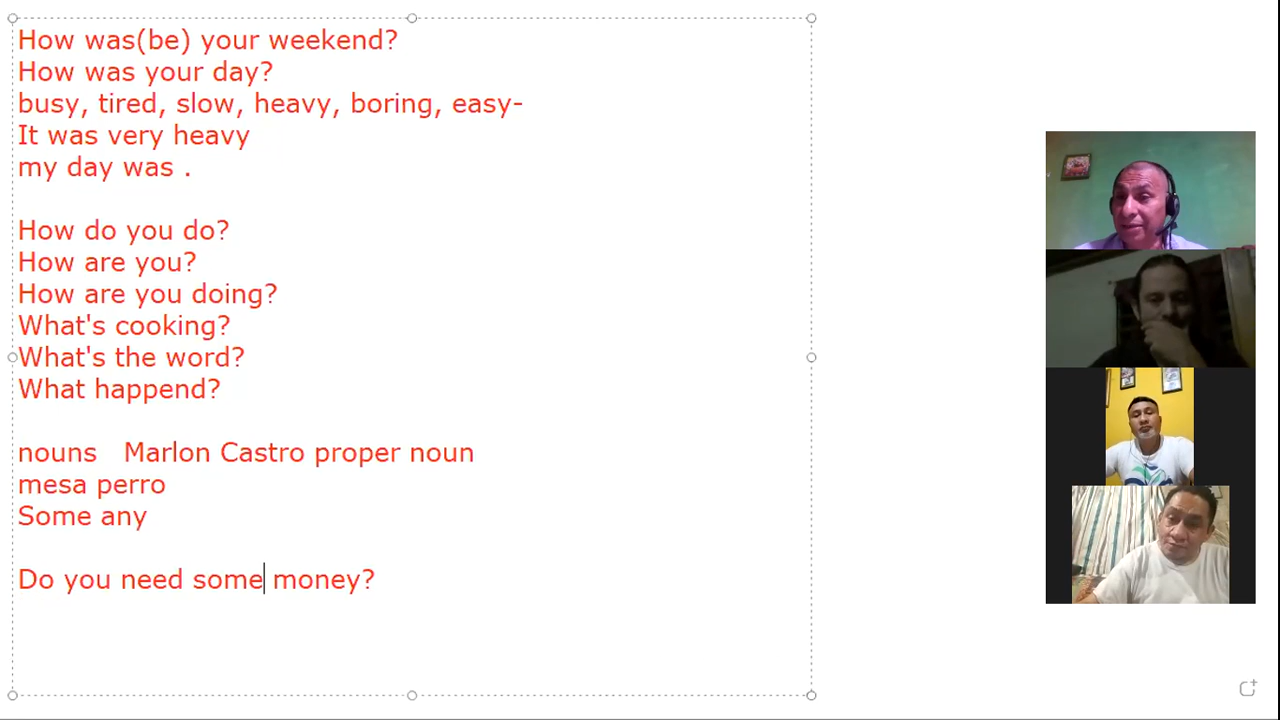 How was(be) your weekend?
How was your day?
busy, tired, slow, heavy, boring, easy-
It was very heavy
my day was .
How do you do?
How are you?
How are you doing?
What's cooking?
What's the word?
What happend?
nouns   Marlon Castro proper noun
mesa perro
Some any
Do you need some money?